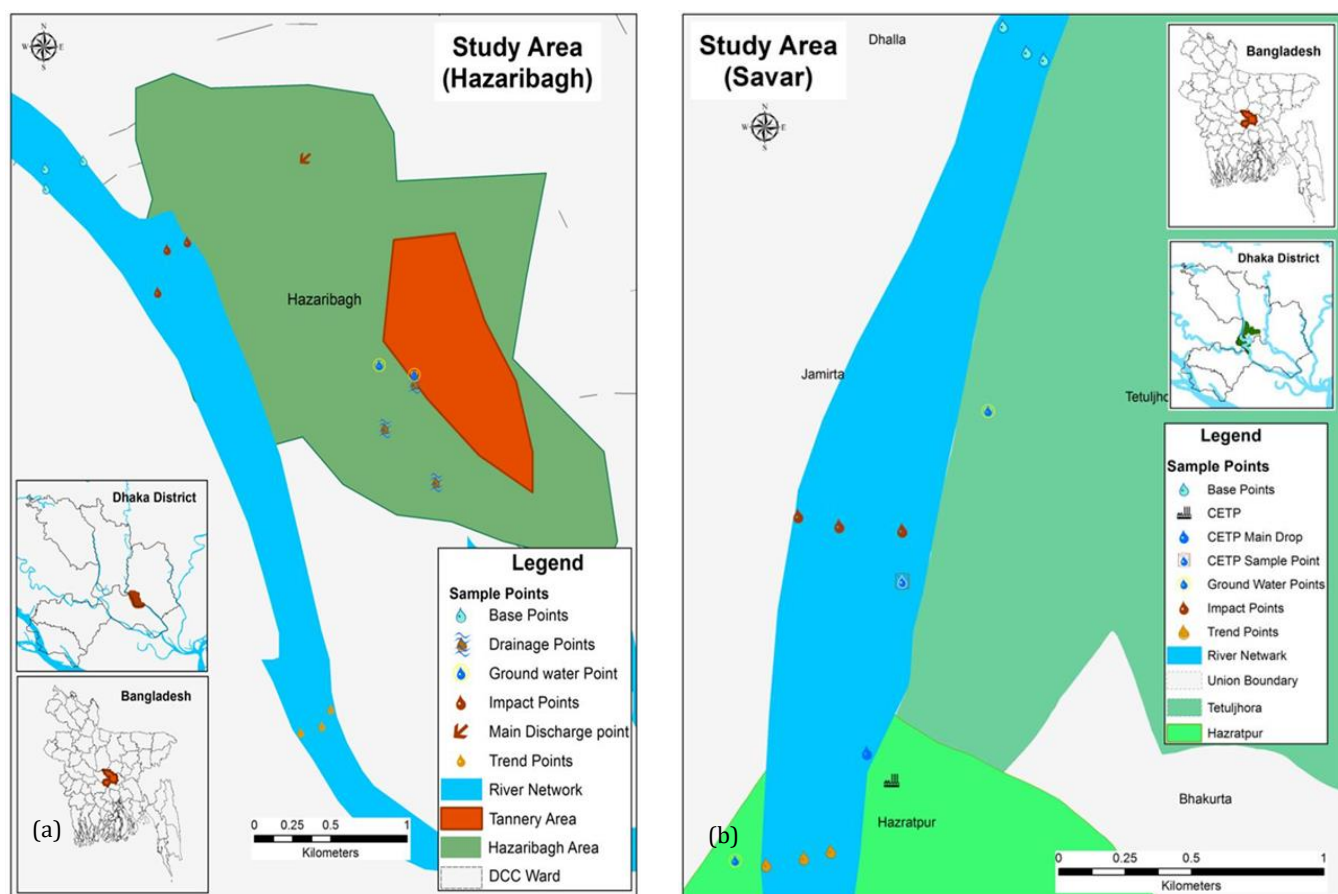 N
W E
S
Study Area
(Hazaribagh)
Hazaribagh
Dhaka District
Bangladesh
(a)
0 0.25 0.5 1
Kilometers
Legend
Sample Points
Base Points
Drainage Points
Ground water Point
Impact Points
Main Discharge point
Trend Points
River Network
Tannery Area
Hazaribagh Area
DCC Ward
Study Area
(Savar)
N
W E
S
Dhalla
Jamirta
Tetuljho
Bangladesh
Dhaka District
Legend
Sample Points
Base Points
CETP
CETP Main Drop
CETP Sample Point
Ground Water Points
Impact Points
Trend Points
River Netwark
Union Boundary
Tetuljhora
Hazratpur
Bhakurta
Hazratpur
(b)
0 0.25 0.5 1
Kilometers